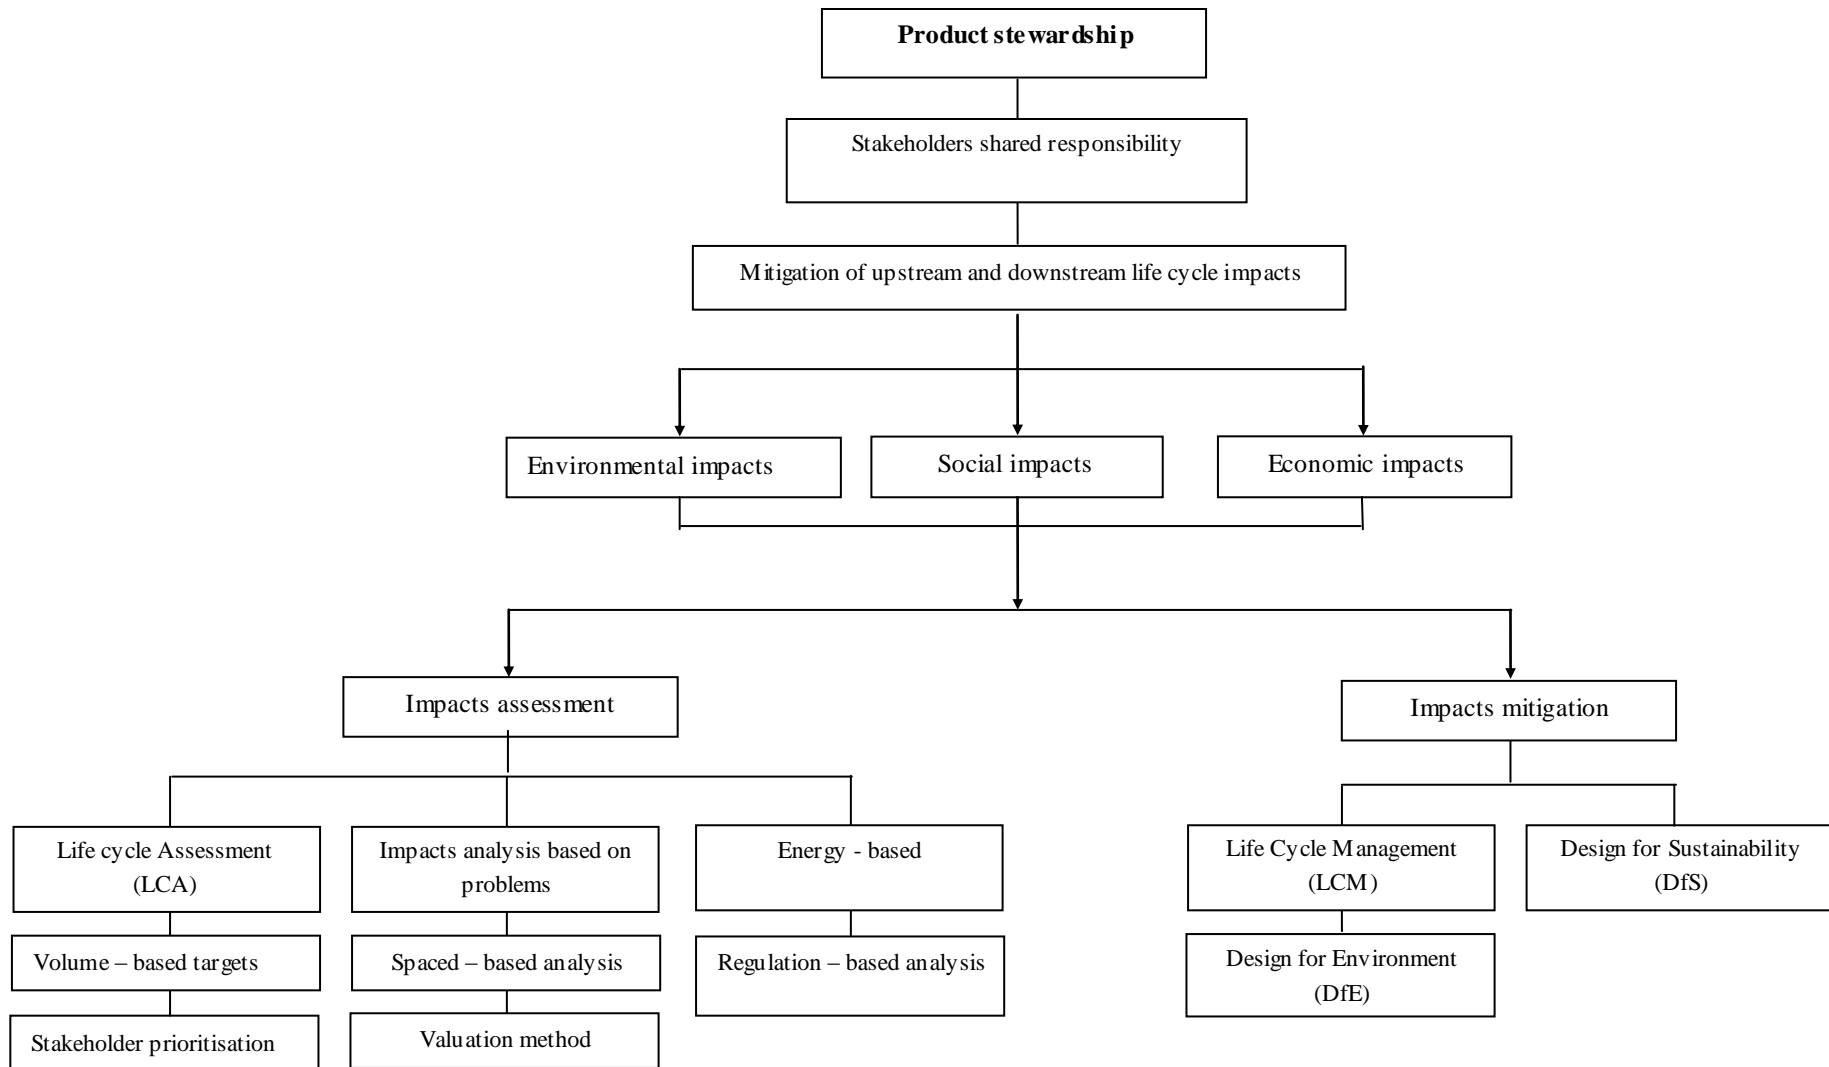 Product stewardship
Stakeholders shared responsibility
Mitigation of upstream and downstream life cycle impacts
Environmental impacts
Social impacts
Economic impacts
Impacts assessment
Impacts mitigation
Life cycle Assessment
(LCA)
Impacts analysis based on
problems
Energy - based
Life Cycle Management
(LCM)
Design for Sustainability
(DfS)
Volume – based targets
Spaced – based analysis
Regulation – based analysis
Design for Environment
(DfE)
Stakeholder prioritisation
Valuation method